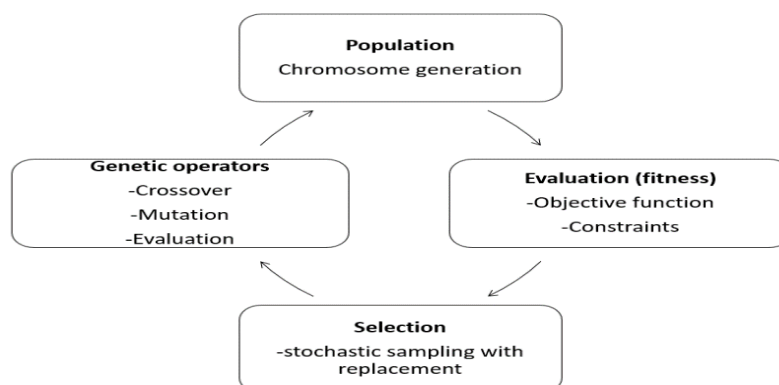 Population
Chromosome generation
Genetic operators
-Crossover
-Mutation
-Evaluation
Evaluation (fitness)
-Objective function
-Constraints
Selection
-stochastic sampling with
replacement